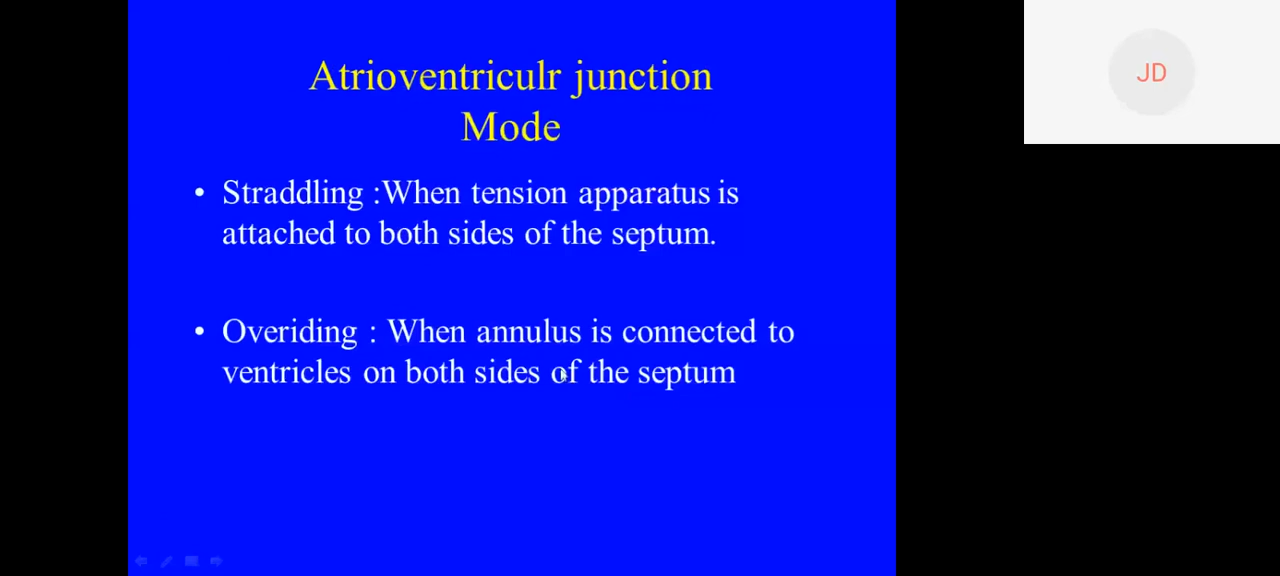 Atrioventriculr junction
Mode
• Straddling :When tension apparatus is
attached to both sides of the septum.
• Overiding : When annulus is connected to
ventricles on both sides of the septum
JD